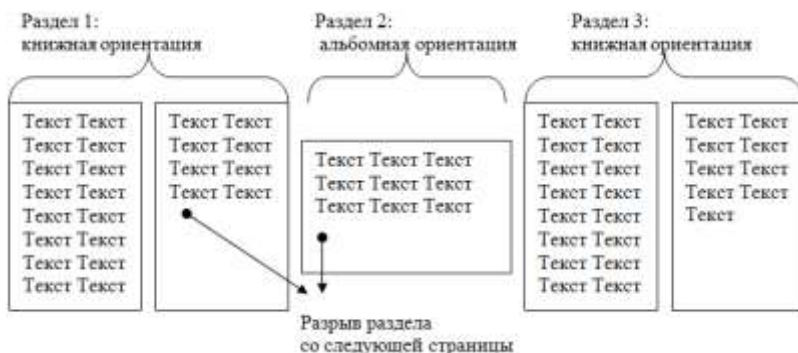 Раздел 1:
книжная ориентация
Раздел 2:
альбомная ориентация
Раздел 3:
книжная ориентация
Текст Текст
Текст Текст
Текст Текст
Текст Текст
Текст Текст
Текст Текст
Текст Текст
Текст Текст
Текст Текст
Текст Текст
Текст Текст
Текст Текст
Текст Текст Текст
Текст Текст Текст
Текст Текст Текст
Текст Текст
Текст Текст
Текст Текст
Текст Текст
Текст Текст
Текст Текст
Текст Текст
Текст Текст
Текст Текст
Текст Текст
Текст Текст
Текст Текст
Текст
Разрыв раздела
со следующей страницы